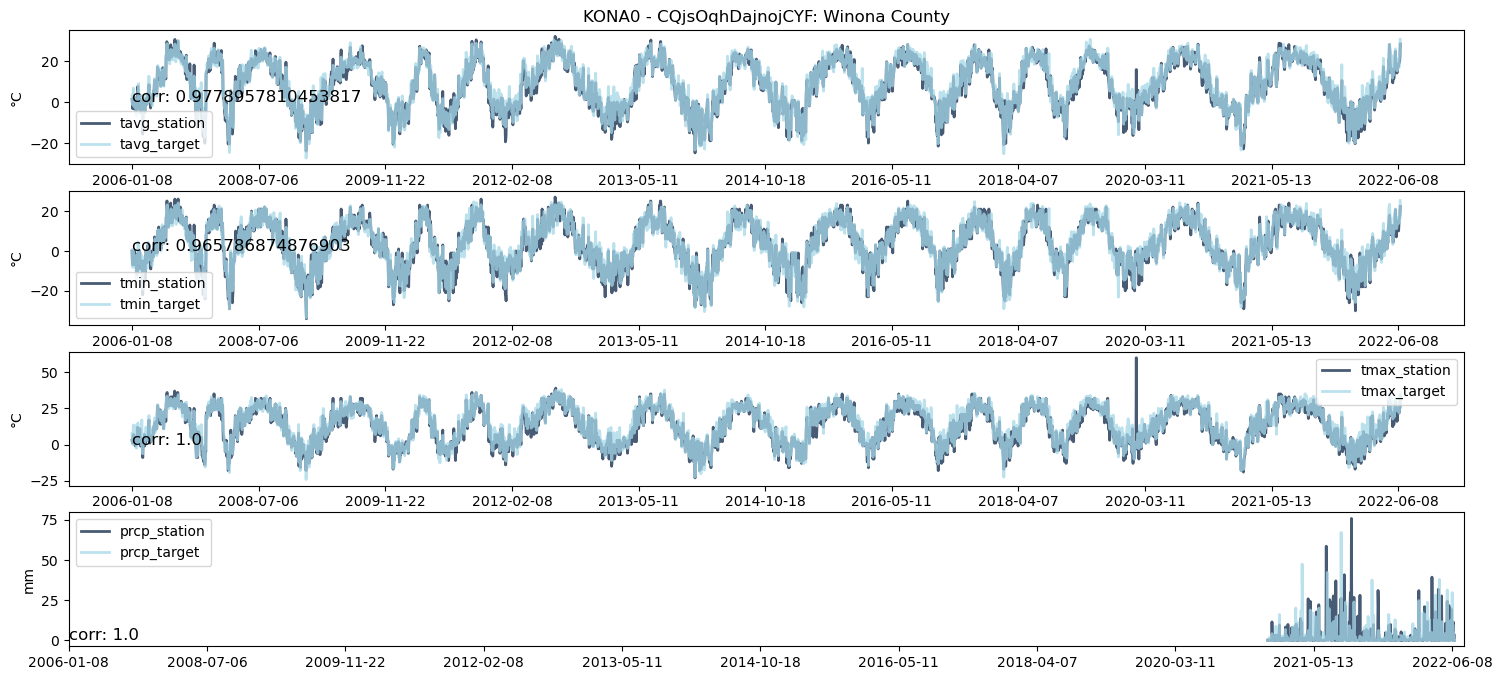 KONA0 - CQjsOqhDajnojCYF: Winona County
20
0
−20
°C
corr: 0.9778957810453817
tavg_station
tavg_target
2006-01-08 2008-07-06 2009-11-22 2012-02-08 2013-05-11 2014-10-18 2016-05-11 2018-04-07 2020-03-11 2021-05-13 2022-06-08
20
0
−20
°C
corr: 0.965786874876903
tmin_station
tmin_target
2006-01-08 2008-07-06 2009-11-22 2012-02-08 2013-05-11 2014-10-18 2016-05-11 2018-04-07 2020-03-11 2021-05-13 2022-06-08
50
25
0
−25
°C
corr: 1.0
tmax_station
tmax_target
2006-01-08 2008-07-06 2009-11-22 2012-02-08 2013-05-11 2014-10-18 2016-05-11 2018-04-07 2020-03-11 2021-05-13 2022-06-08
75
50
25
0
mm
prcp_station
prcp_target
corr: 1.0
2006-01-08 2008-07-06 2009-11-22 2012-02-08 2013-05-11 2014-10-18 2016-05-11 2018-04-07 2020-03-11 2021-05-13 2022-06-08